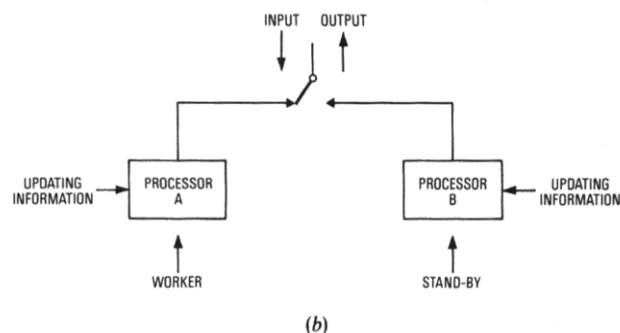 INPUT OUTPUT
UPDATING
INFORMATION
PROCESSOR
A
PROCESSOR
B
UPDATING
INFORMATION
WORKER
STAND-BY
(b)